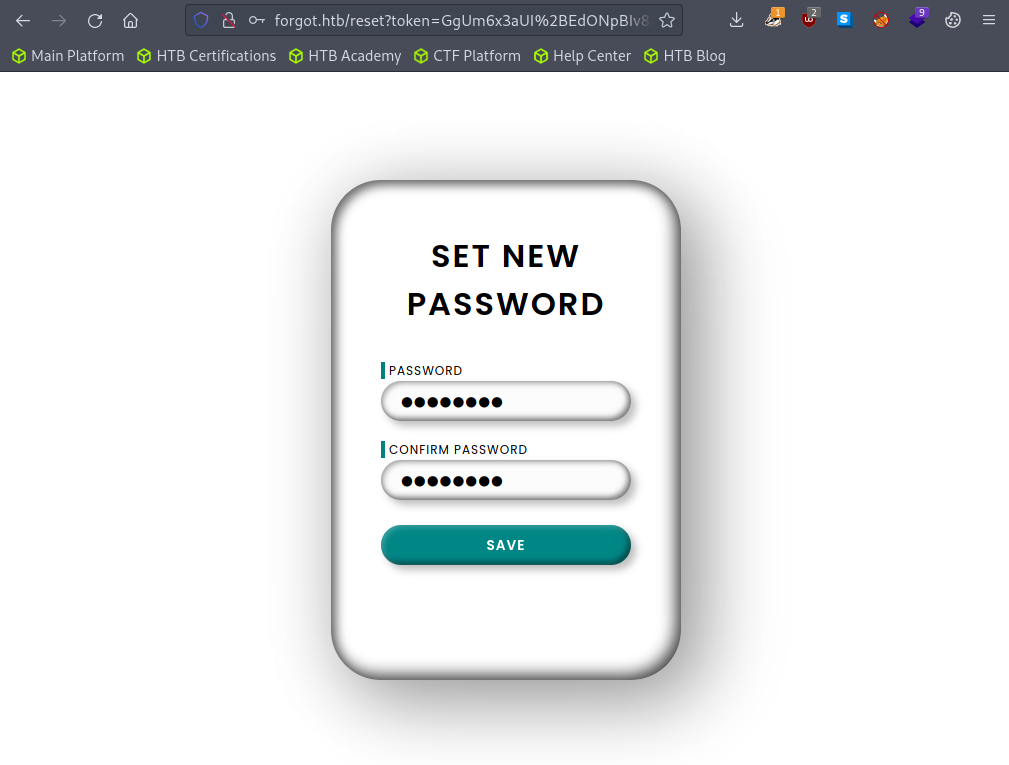 forgot.htb/reset?token=GgUm6x3aUI%2BEdONpBIv8
1
2
S
9
Main Platform
HTB Certifications
HTB Academy
CTF Platform
Help Center
HTB Blog
SET NEW
PASSWORD
PASSWORD
●●●●●●●●
CONFIRM PASSWORD
●●●●●●●●
SAVE